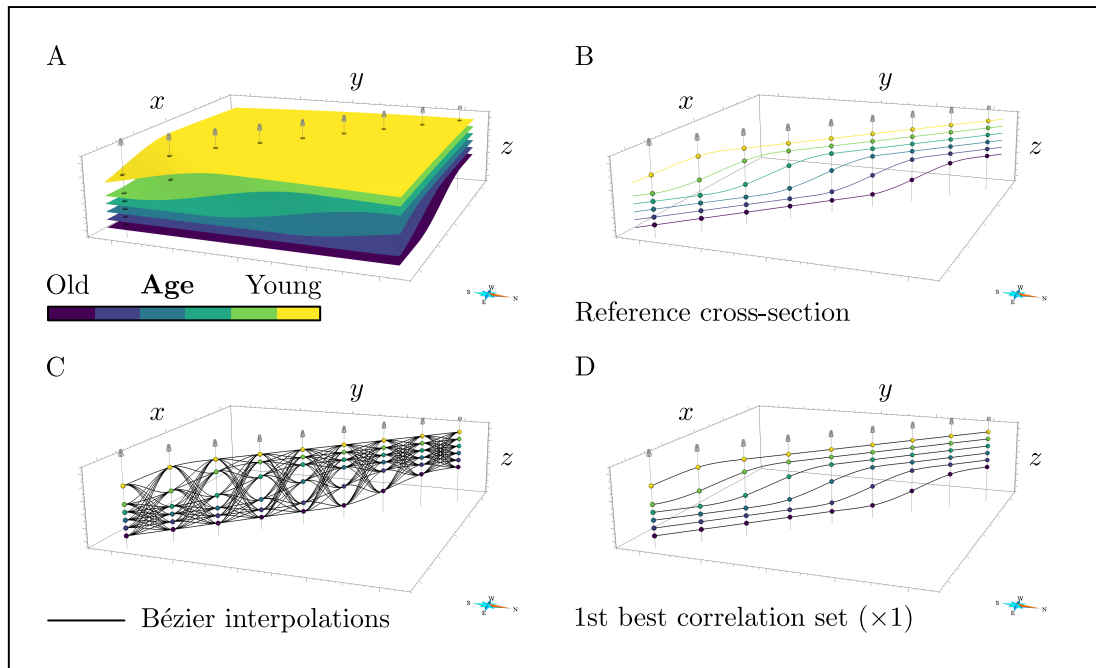 A
B
x
y
z
x
y
z
Old Age Young
S W E N
S W E N
Reference cross-section
C
D
x
y
z
x
y
z
S W E N
S W E N
Bézier interpolations
1st best correlation set (×1)